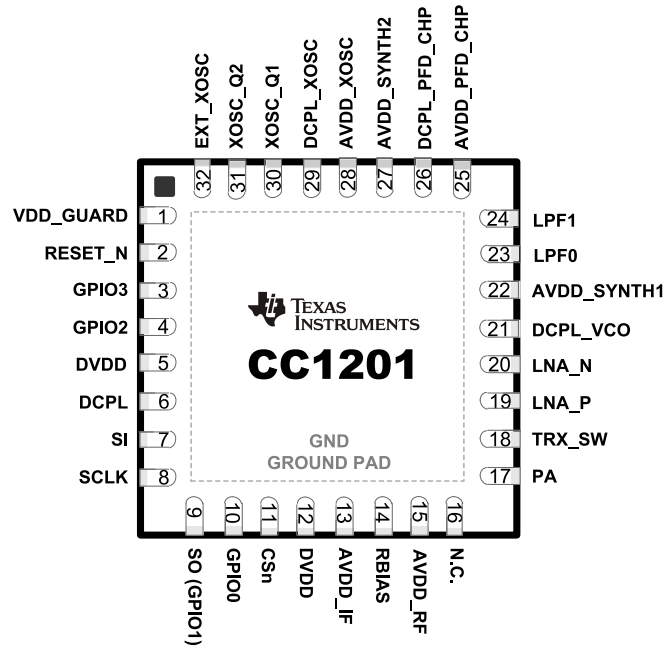 EXT_XOSC
XOSC_Q2
XOSC_Q1
DCPL_XOSC
AVDD_XOSC
AVDD_SYNTH2
DCPL_PFD_CHP
AVDD_PFD_CHP
32
31
30
29
28
27
26
25
VDD_GUARD 1
RESET_N 2
GPIO3 3
GPIO2 4
DVDD 5
DCPL 6
SI 7
SCLK 8
24 LPF1
23 LPF0
22 AVDD_SYNTH1
21 DCPL_VCO
20 LNA_N
19 LNA_P
18 TRX_SW
17 PA
TEXAS
INSTRUMENTS
CC1201
GND
GROUND PAD
9
10
11
12
13
14
15
16
SO (GPIO1)
GPIO0
CSn
DVDD
AVDD_IF
RBIAS
AVDD_RF
N.C.